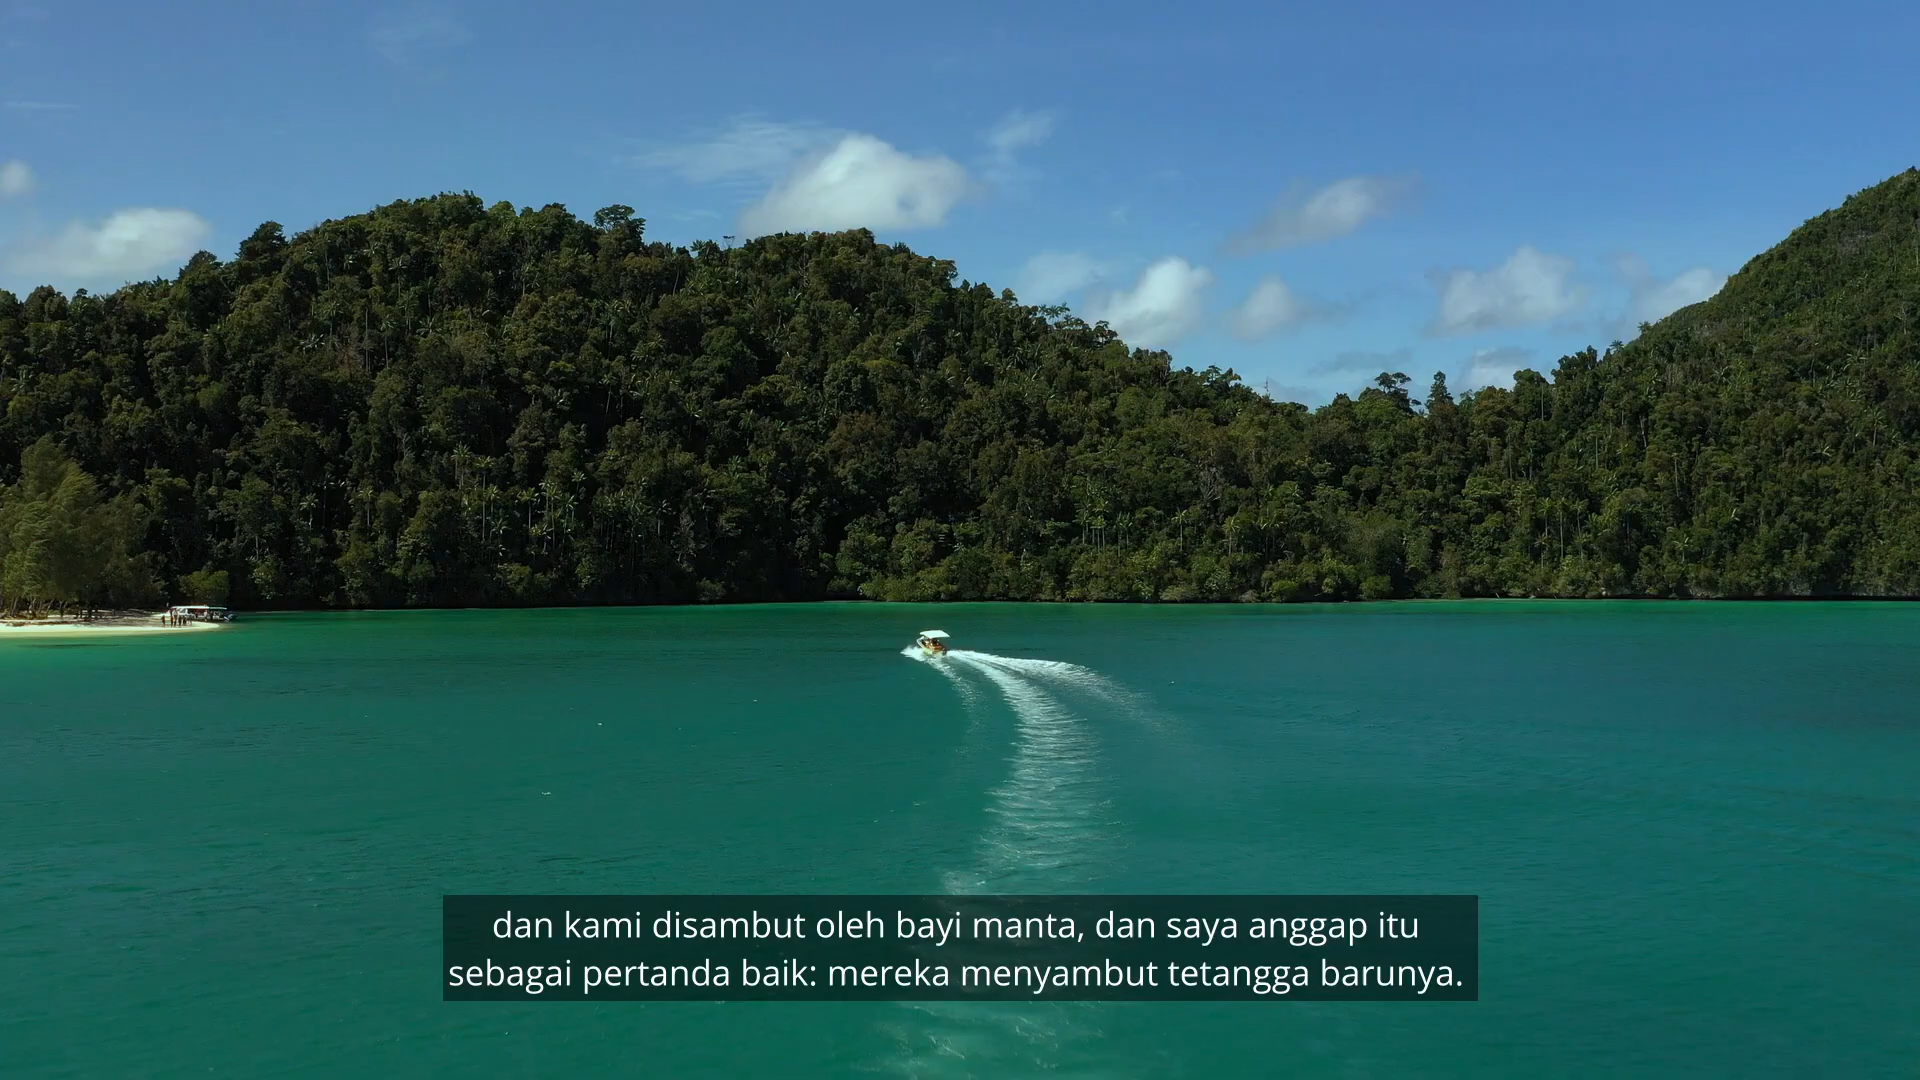 dan kami disambut oleh bayi manta, dan saya anggap itu
sebagai pertanda baik: mereka menyambut tetangga barunya.